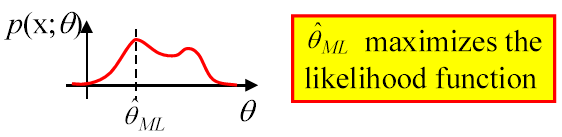 p(x;θ)
θ
θ̂_ML
θ̂_ML maximizes the
likelihood function